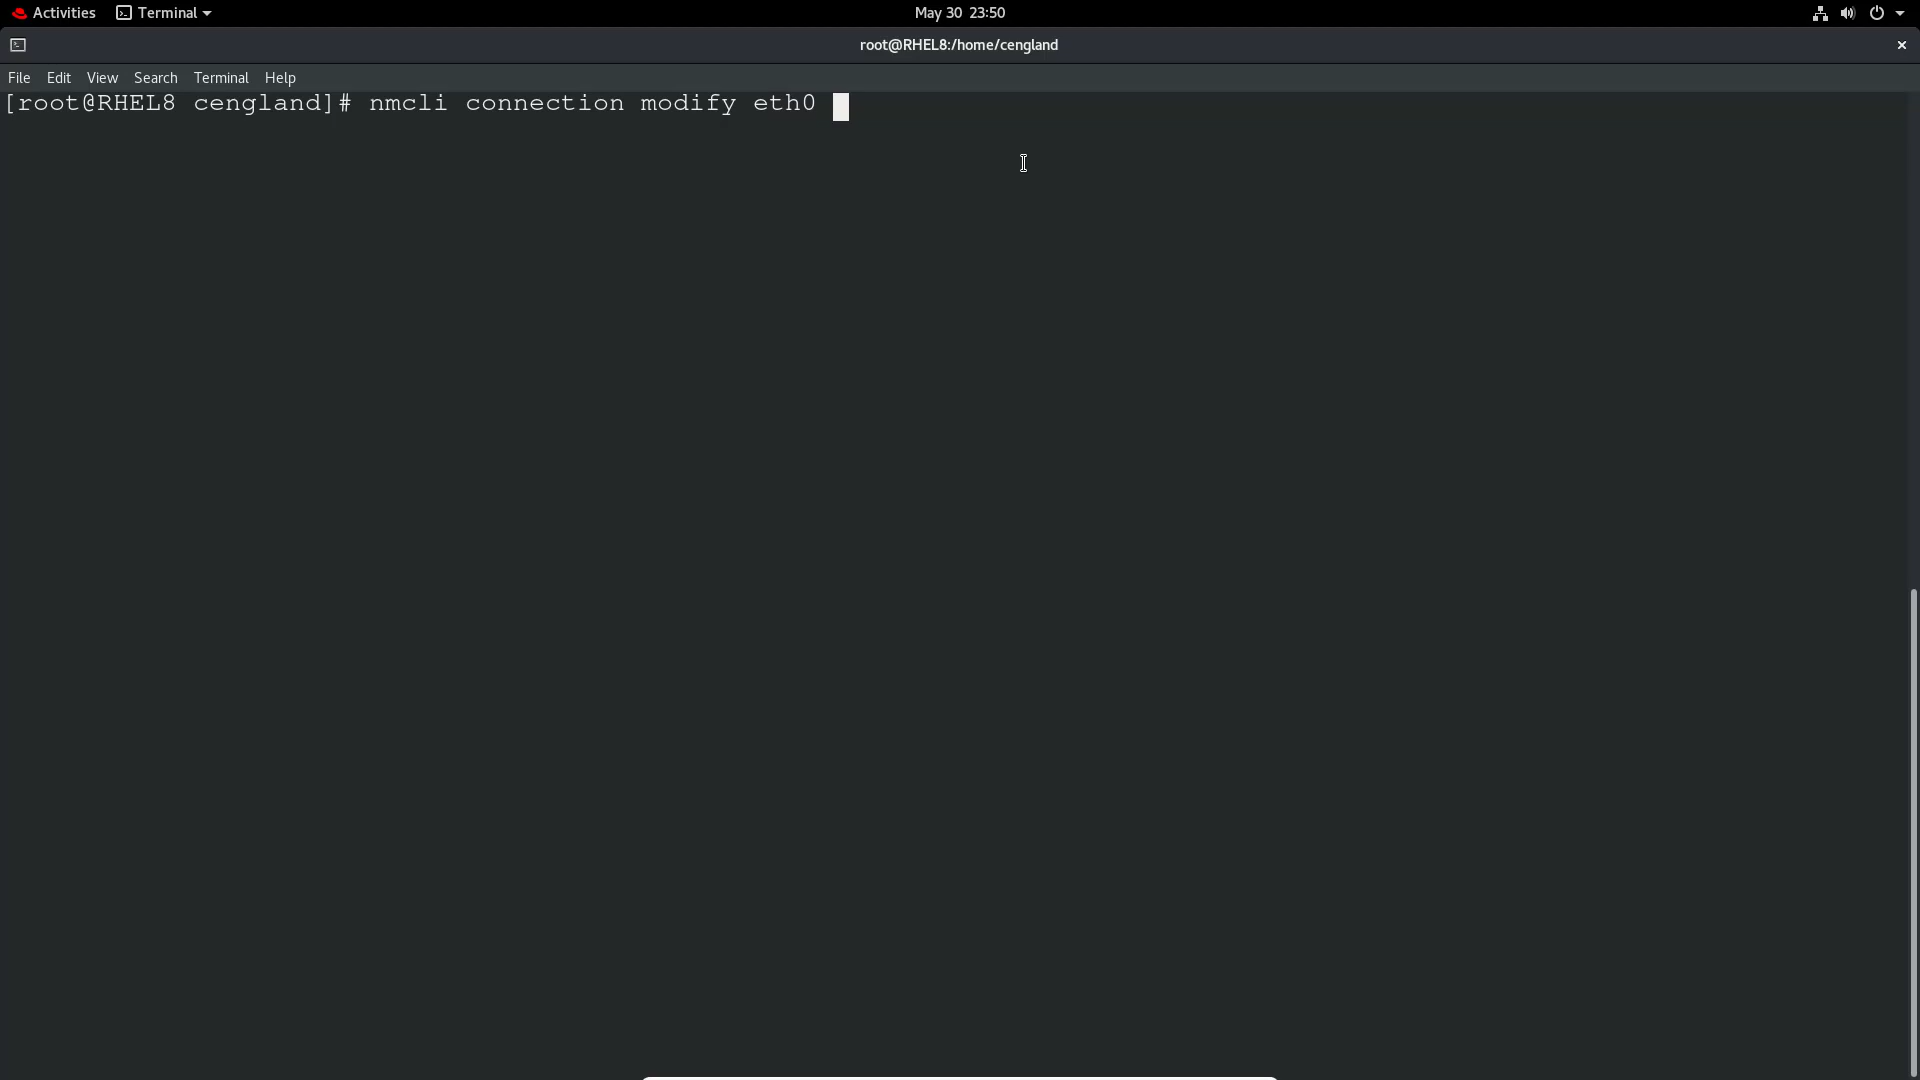 Activities Terminal May 30 23:50
root@RHEL8:/home/cengland
File Edit View Search Terminal Help
[root@RHEL8 cengland]# nmcli connection modify eth0